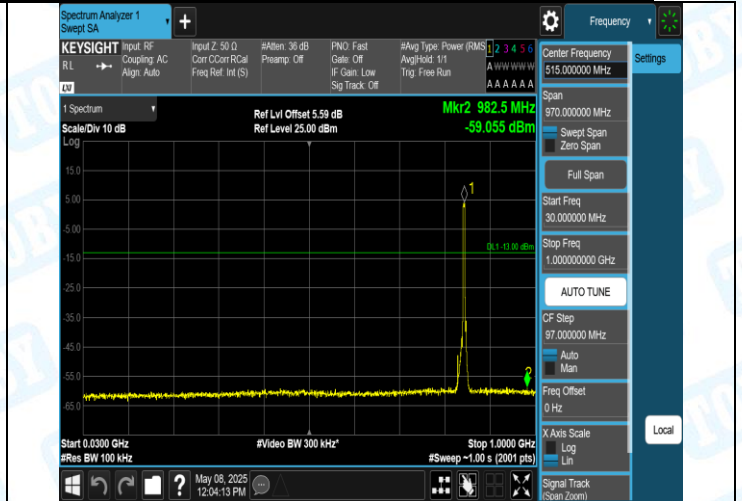 Spectrum Analyzer 1
Swept SA
+
Frequency
KEYSIGHT
RL
LXI
Input: RF
Coupling: AC
Align: Auto
Input Z: 50 Ω
Corr CCorr RCal
Freq Ref: Int (S)
#Atten: 36 dB
Preamp: Off
PNO: Fast
Gate: Off
IF Gain: Low
Sig Track: Off
#Avg Type: Power (RMS
Avg|Hold: 1/1
Trig: Free Run
1 2 3 4 5 6
A W W W W W
A A A A A A
1 Spectrum
Scale/Div 10 dB
Log
Ref Lvl Offset 5.59 dB
Ref Level 25.00 dBm
Mkr2 982.5 MHz
-59.055 dBm
15.0
5.00
-5.00
-15.0
-25.0
-35.0
-45.0
-55.0
-65.0
1
DL1 -13.00 dBm
2
Start 0.0300 GHz
#Res BW 100 kHz
#Video BW 300 kHz*
Stop 1.0000 GHz
#Sweep ~1.00 s (2001 pts)
Center Frequency
515.000000 MHz
Settings
Span
970.000000 MHz
Swept Span
Zero Span
Full Span
Start Freq
30.000000 MHz
Stop Freq
1.000000000 GHz
AUTO TUNE
CF Step
97.000000 MHz
Auto
Man
Freq Offset
0 Hz
X Axis Scale
Log
Lin
Local
Signal Track
(Span Zoom)
?
May 08, 2025
12:04:13 PM